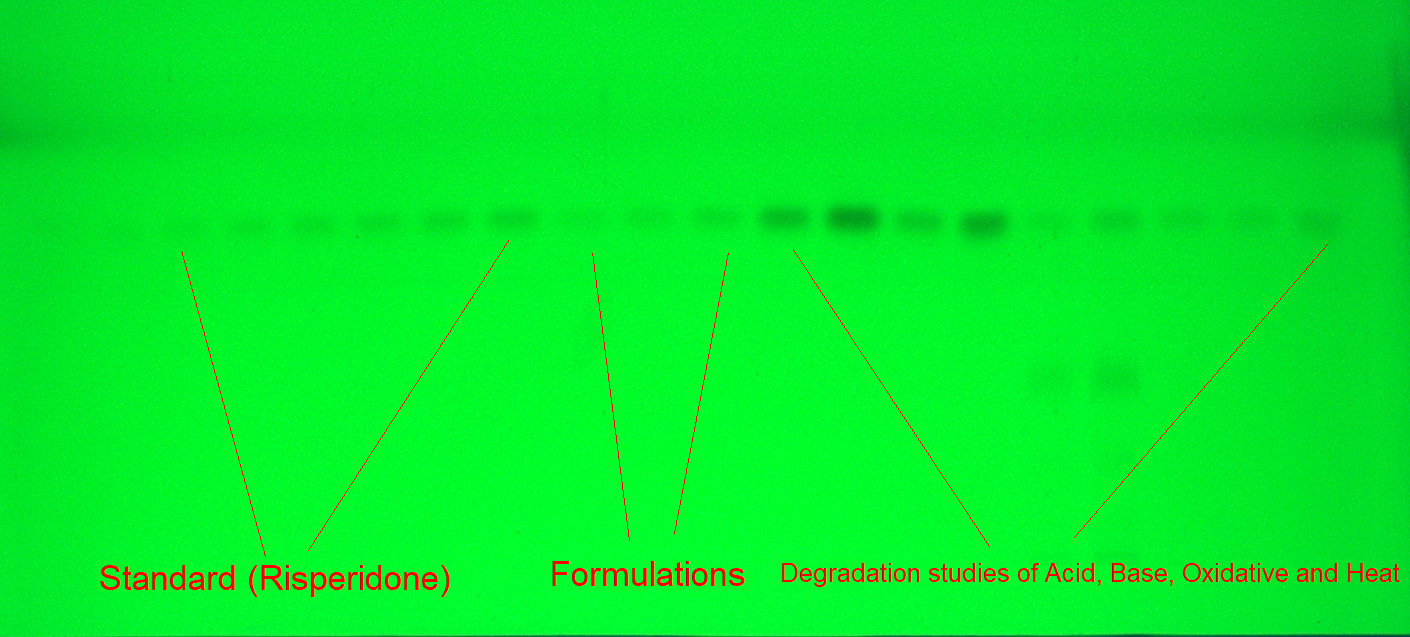 Standard (Risperidone)
Formulations
Degradation studies of Acid, Base, Oxidative and Heat